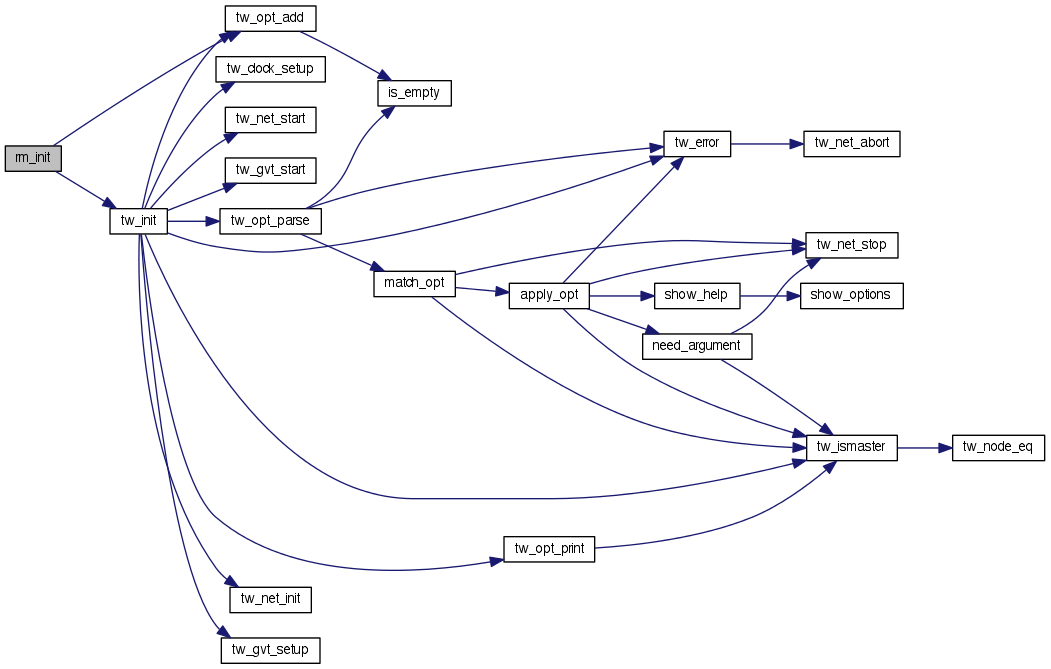 tw_opt_add
tw_clock_setup
is_empty
tw_net_start
tw_error
tw_net_abort
rm_init
tw_gvt_start
tw_init
tw_opt_parse
tw_net_stop
match_opt
apply_opt
show_help
show_options
need_argument
tw_ismaster
tw_node_eq
tw_opt_print
tw_net_init
tw_gvt_setup